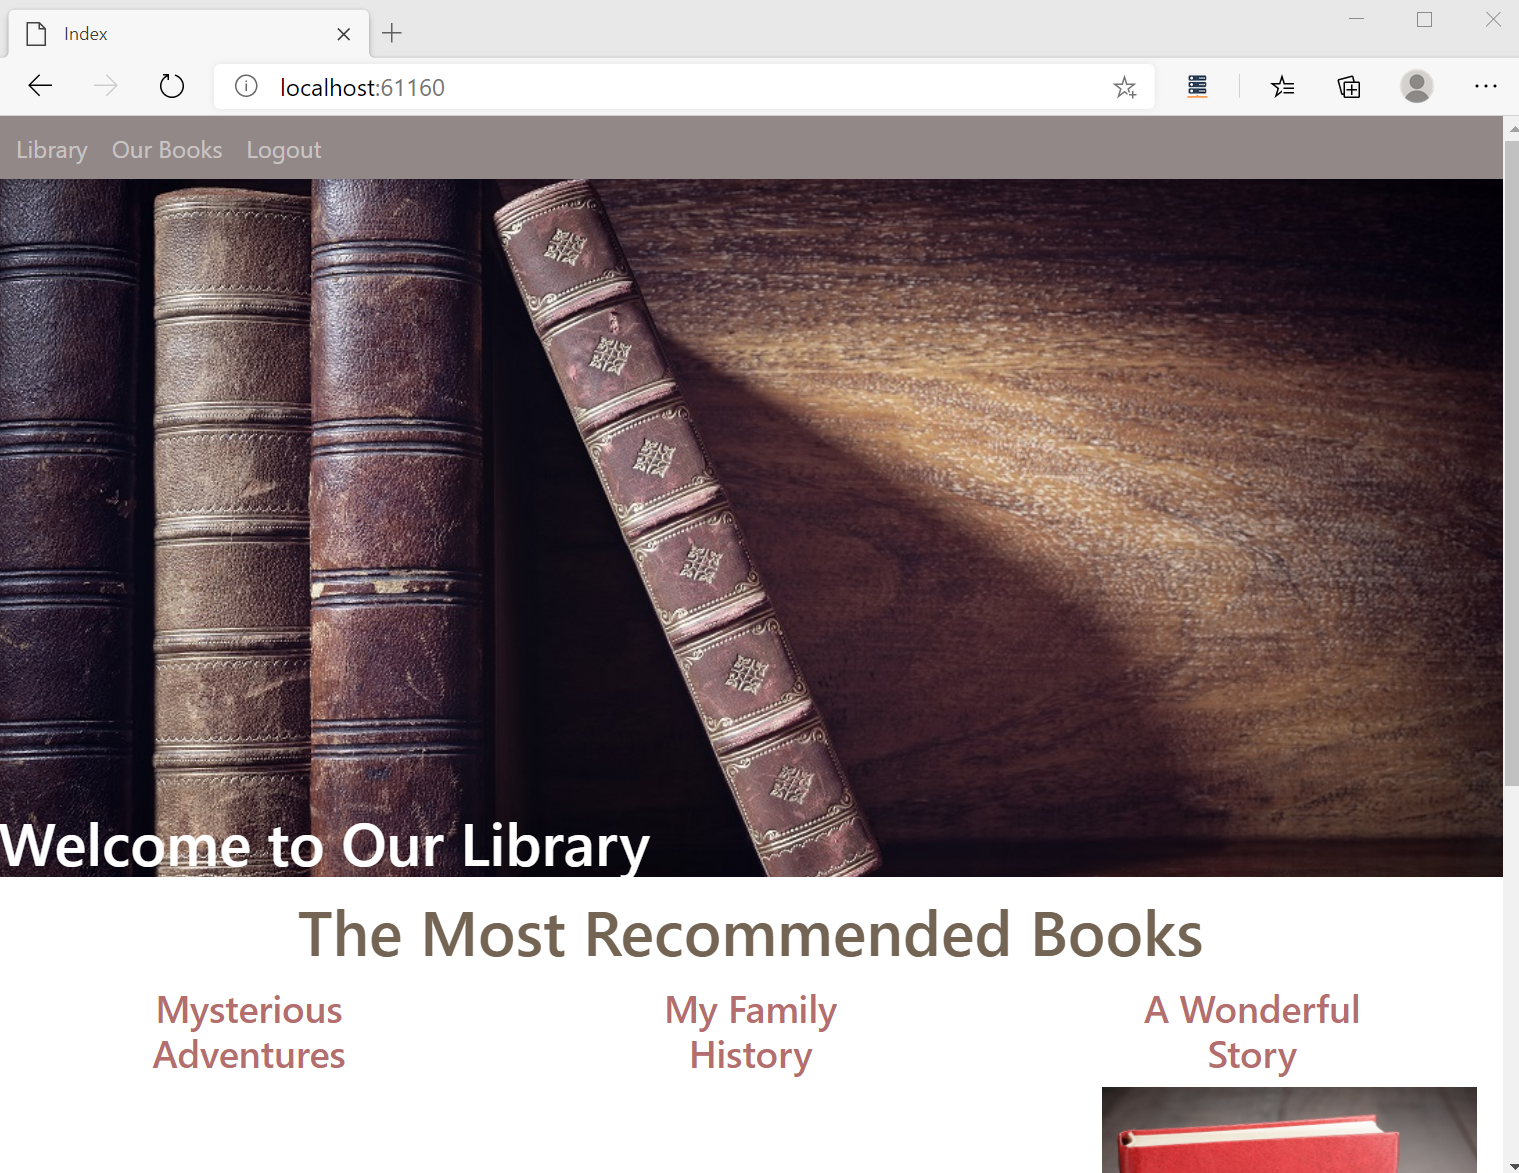 Index
localhost:61160
Library Our Books Logout
Welcome to Our Library
The Most Recommended Books
Mysterious
Adventures
My Family
History
A Wonderful
Story